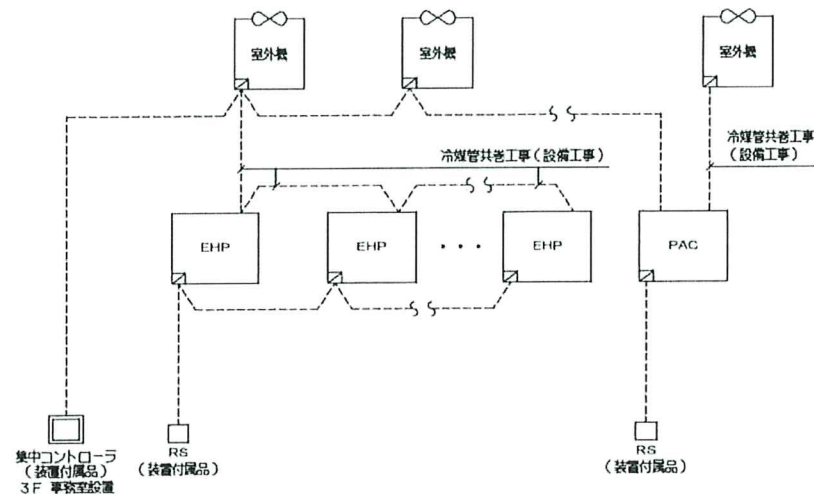 室外機
室外機
室外機
冷媒管共巻工事(設備工事)
冷媒管共巻工事
(設備工事)
EHP
EHP
・・・
EHP
PAC
集中コントローラ
(装置付属品)
3F 事務室設置
RS
(装置付属品)
RS
(装置付属品)